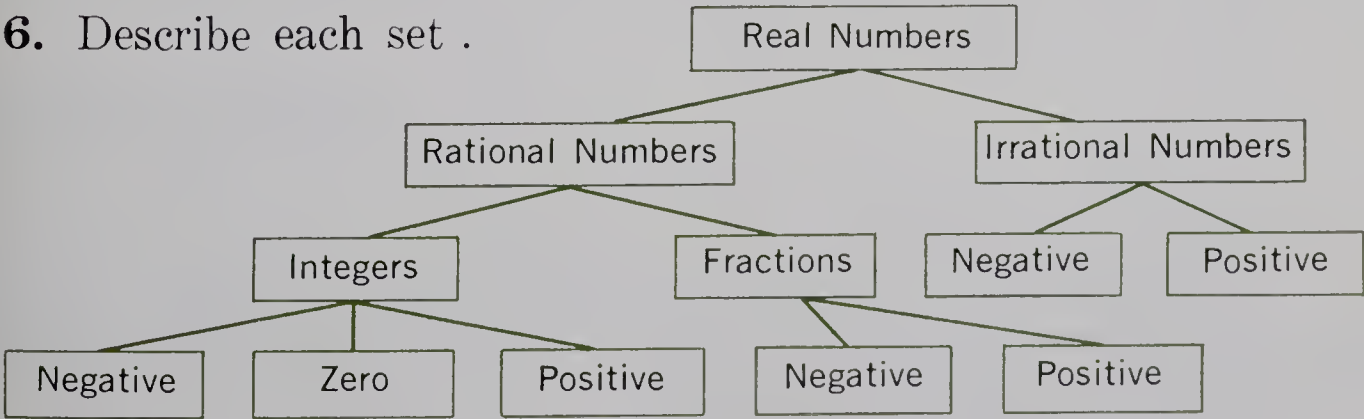 6. Describe each set .
Real Numbers
Rational Numbers
Irrational Numbers
Integers
Fractions
Negative
Positive
Negative
Zero
Positive
Negative
Positive